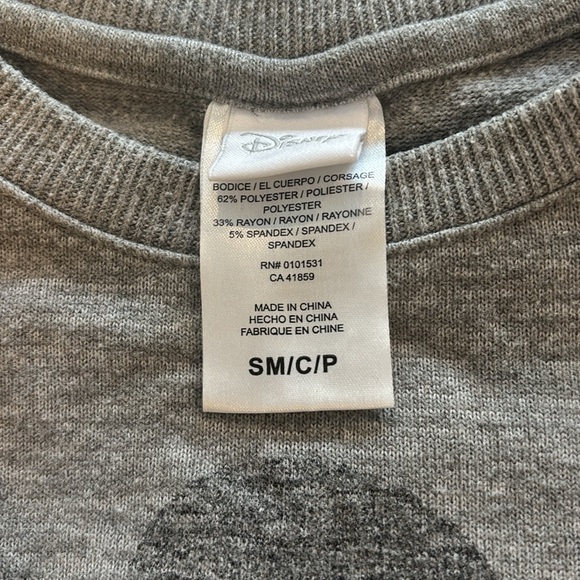 Disney
BODICE / EL CUERPO / CORSAGE
62% POLYESTER / POLIESTER /
POLYESTER
33% RAYON / RAYON / RAYONNE
5% SPANDEX / SPANDEX /
SPANDEX
RN# 0101531
CA 41859
MADE IN CHINA
HECHO EN CHINA
FABRIQUE EN CHINE
SM/C/P